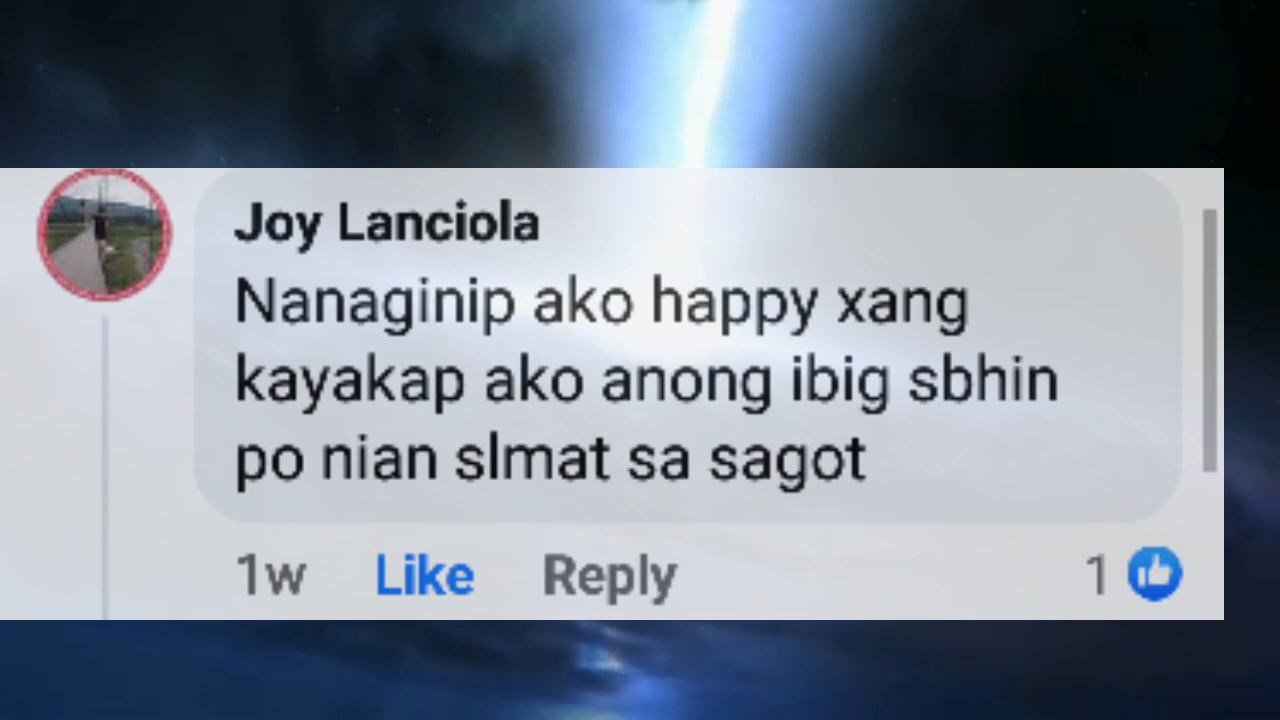 Joy Lanciola
Nanaginip ako happy xang
kayakap ako anong ibig sbhin
po nian slmat sa sagot
1w Like Reply 1